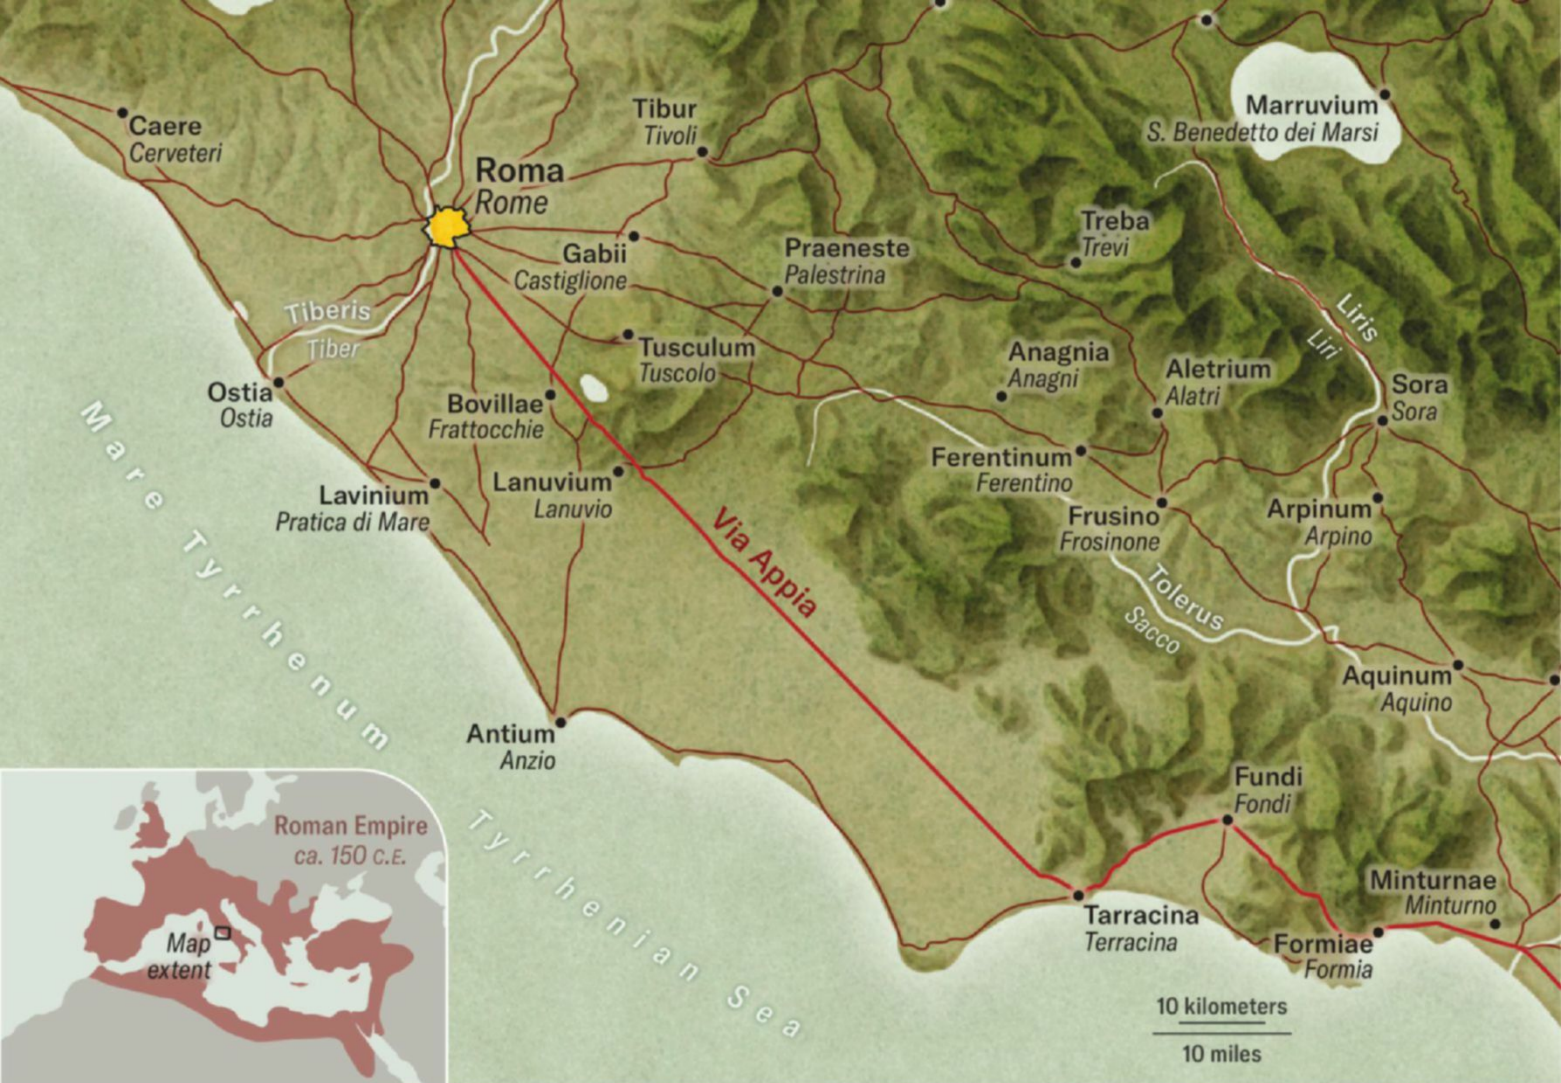 Caere
Cerveteri
Roma
Rome
Tibur
Tivoli
Marruvium
S. Benedetto dei Marsi
Gabii
Castiglione
Praeneste
Palestrina
Treba
Trevi
Tiberis
Tiber
Liris
Liri
Tusculum
Tuscolo
Anagnia
Anagni
Aletrium
Alatri
Sora
Sora
Ostia
Ostia
Bovillae
Frattocchie
Ferentinum
Ferentino
Lavinium
Pratica di Mare
Lanuvium
Lanuvio
Frusino
Frosinone
Arpinum
Arpino
Via Appia
Tolerus
Sacco
Mare Tyrrhenum
Tyrrhenian Sea
Aquinum
Aquino
Antium
Anzio
Fundi
Fondi
Minturnae
Minturno
Tarracina
Terracina
Formiae
Formia
Roman Empire
ca. 150 C.E.
Map
extent
10 kilometers
10 miles